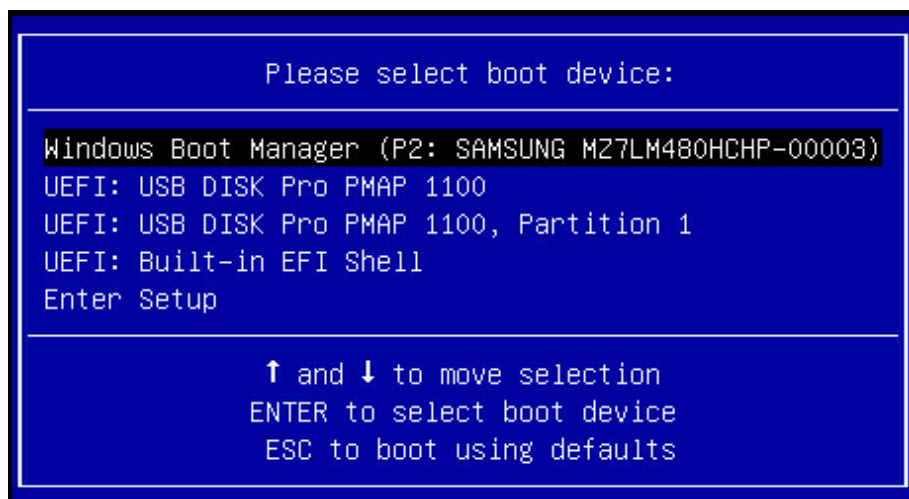 Please select boot device:
Windows Boot Manager (P2: SAMSUNG MZ7LM480HCHP-00003)
UEFI: USB DISK Pro PMAP 1100
UEFI: USB DISK Pro PMAP 1100, Partition 1
UEFI: Built-in EFI Shell
Enter Setup
↑ and ↓ to move selection
ENTER to select boot device
ESC to boot using defaults